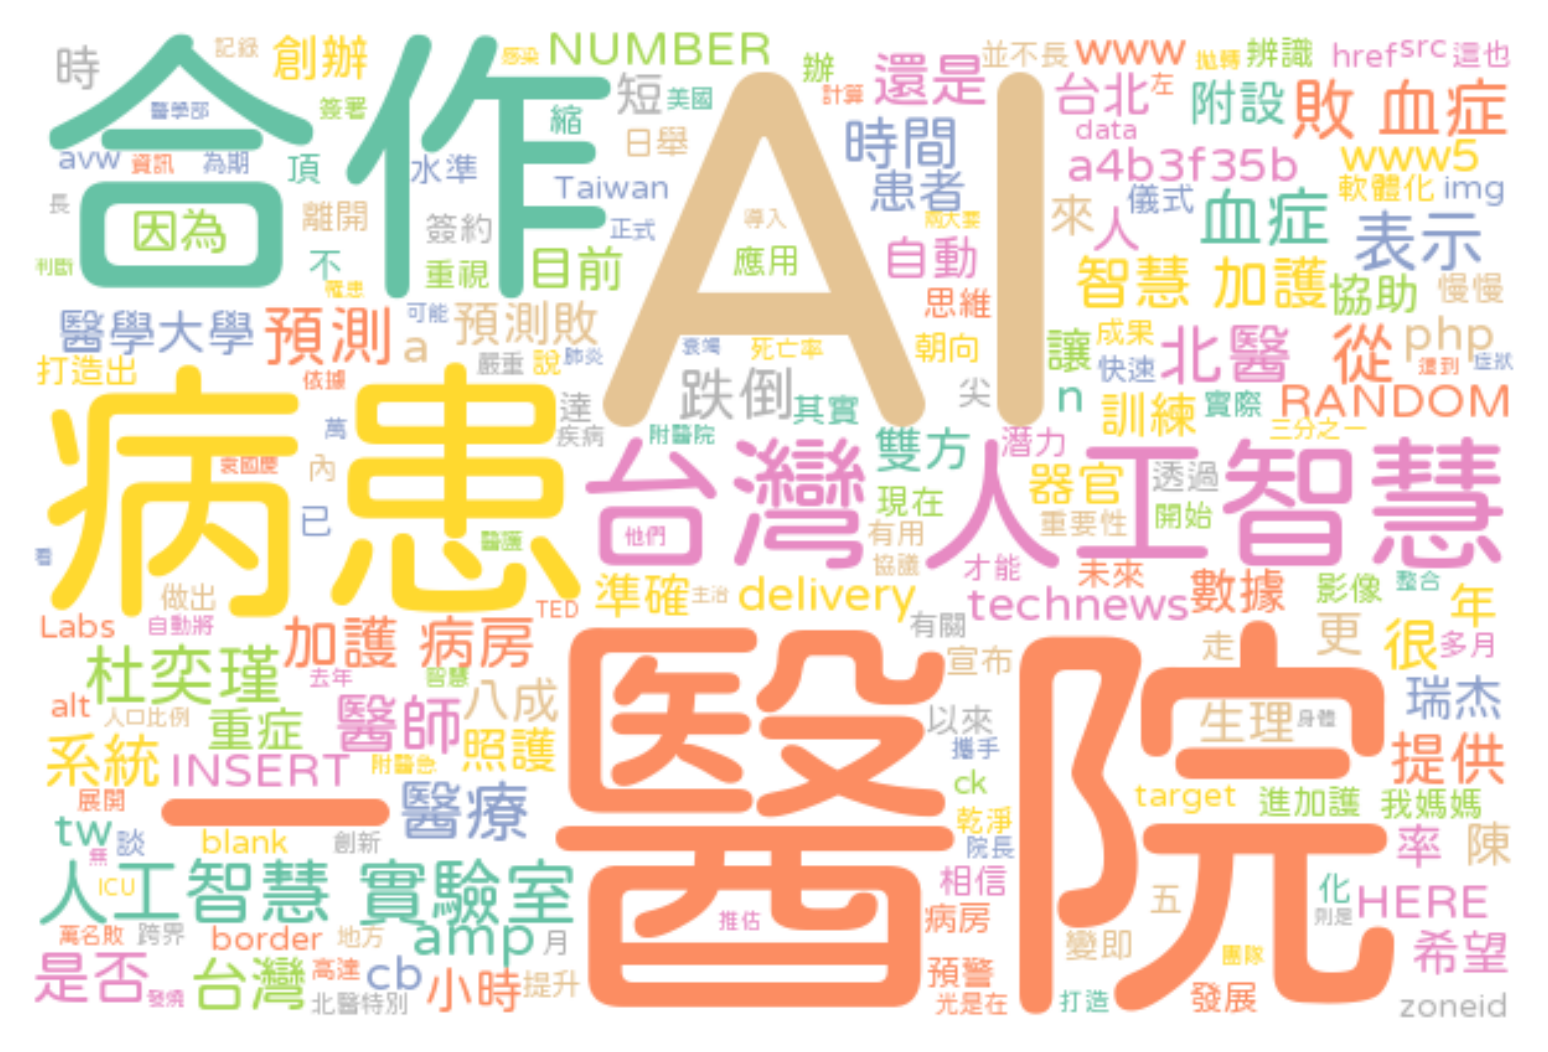 時
記錄
創辦
合作
感染
NUMBER
短
美國
辦
計算
還是
並不長
www
拋轉
辨識
href
src
這也
AI
台北
左
附設
敗 血症
醫學部
簽署
縮
日舉
時間
data
avw
資訊
為期
頂
水準
Taiwan
患者
a4b3f35b
www5
軟體化
img
長
因為
離開
簽約
正式
導入
兩大要
來
人
儀式
血症
表示
判斷
不
罹患
重視
目前
應用
自動
智慧 加護
協助
慢慢
思維
醫學大學
預測
可能
預測敗
a
衰竭
死亡率
朝向
讓
成果
快速
北醫
從
php
遭到
症狀
打造出
依據
嚴重
說
肺炎
跌倒
其實
尖
n
訓練
實際
RANDOM
三分之一
病患
萬
達
疾病
附醫院
雙方
潛力
袁國慶
內
已
醫護
台灣人工智慧
他們
現在
有用
協議
器官
重要性
透過
開始
看
做出
TED
準確
主治
delivery
才能
technews
未來
數據
影像
整合
年
Labs
自動將
加護 病房
有關
宣布
走
更
很
多月
杜奕瑾
去年
智慧
醫院
alt
人口比例
重症
醫師
八成
以來
生理
身體
瑞杰
系統
INSERT
附醫急
照護
攜手
提供
展開
一
醫療
ck
target
進加護
我媽媽
tw
無
談
blank
創新
乾淨
院長
率
陳
人工智慧 實驗室
ICU
相信
五
化
HERE
則是
萬名敗
跨界
border
地方
amp
月
推估
病房
變即
團隊
希望
是否
發燒
台灣
高達
北醫特別
cb
小時
提升
預警
光是在
打造
發展
zoneid